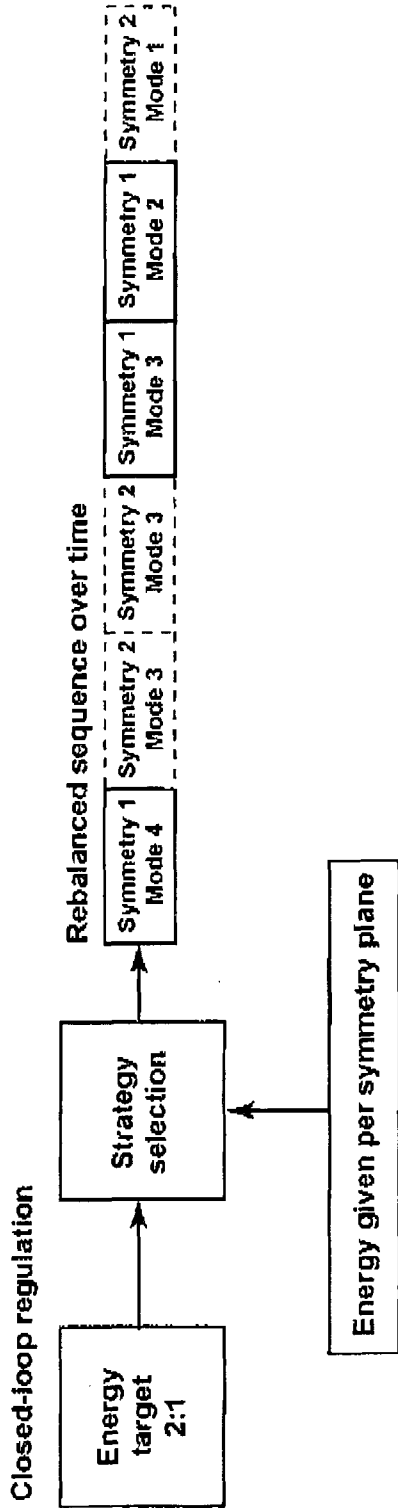 Closed-loop regulation
Energy
target
2:1
Strategy
selection
Energy given per symmetry plane
Rebalanced sequence over time
Symmetry 1
Mode 4
Symmetry 2
Mode 3
Symmetry 2
Mode 3
Symmetry 1
Mode 3
Symmetry 1
Mode 2
Symmetry 2
Mode 1